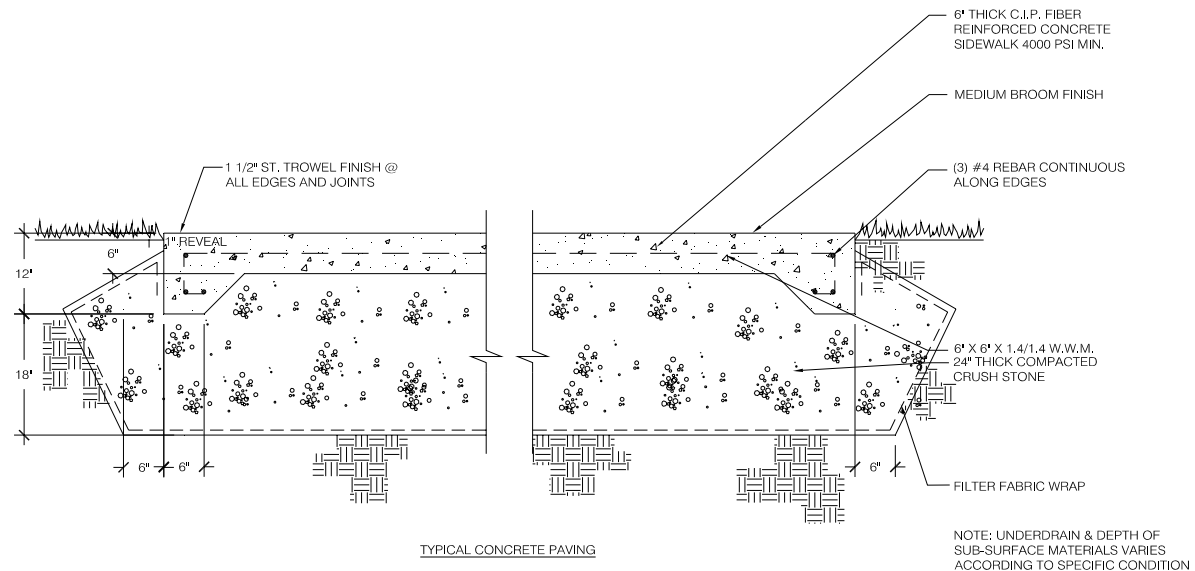 6" THICK C.I.P. FIBER
REINFORCED CONCRETE
SIDEWALK 4000 PSI MIN.
MEDIUM BROOM FINISH
1 1/2" ST. TROWEL FINISH @
ALL EDGES AND JOINTS
(3) #4 REBAR CONTINUOUS
ALONG EDGES
1" REVEAL
6"
12"
18"
6" X 6" X 1.4/1.4 W.W.M.
24" THICK COMPACTED
CRUSH STONE
6"
6"
6"
FILTER FABRIC WRAP
TYPICAL CONCRETE PAVING
NOTE: UNDERDRAIN & DEPTH OF
SUB-SURFACE MATERIALS VARIES
ACCORDING TO SPECIFIC CONDITION